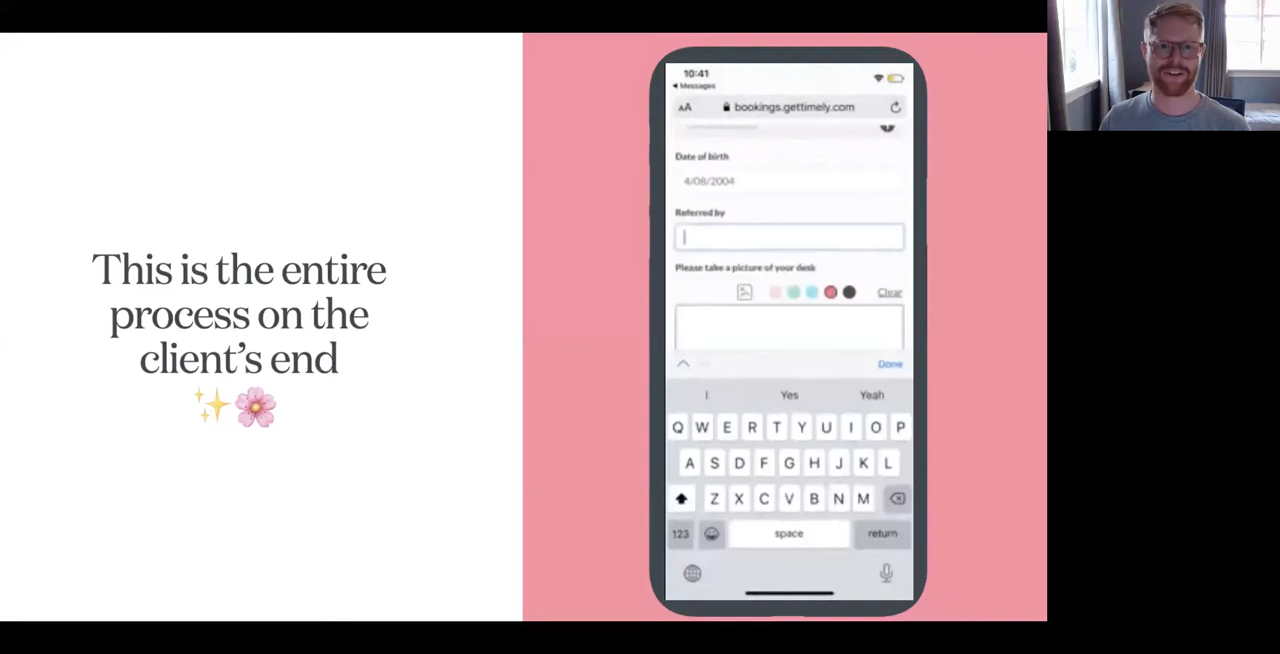 This is the entire
process on the
client's end
10:41
Messages
AA bookings.gettimely.com
Date of birth
4/08/2004
Referred by
Please take a picture of your desk
Clear
Done
I Yes Yeah
Q W E R T Y U I O P
A S D F G H J K L
Z X C V B N M
123 space return